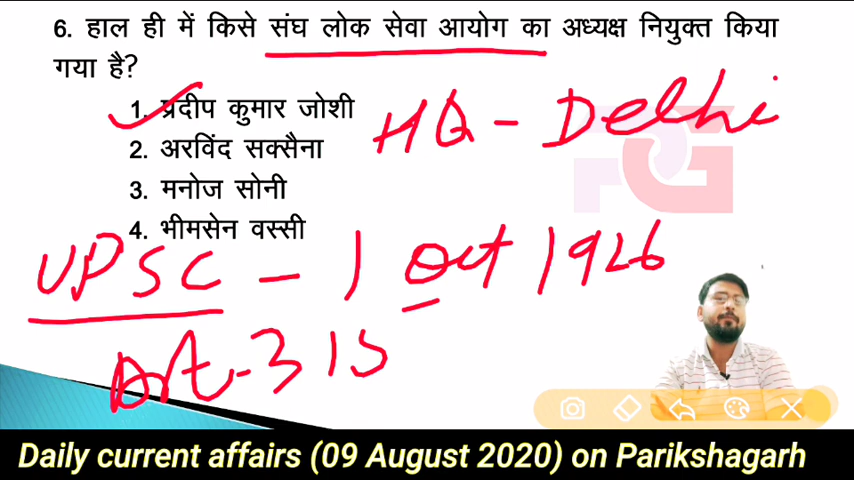 6. हाल ही में किसे संघ लोक सेवा आयोग का अध्यक्ष नियुक्त किया
गया है?
1. प्रदीप कुमार जोशी
HQ - Delhi
2. अरविंद सक्सैना
3. मनोज सोनी
4. भीमसेन वस्सी
UPSC - 1 Oct 1926
Art-315
Daily current affairs (09 August 2020) on Parikshagarh